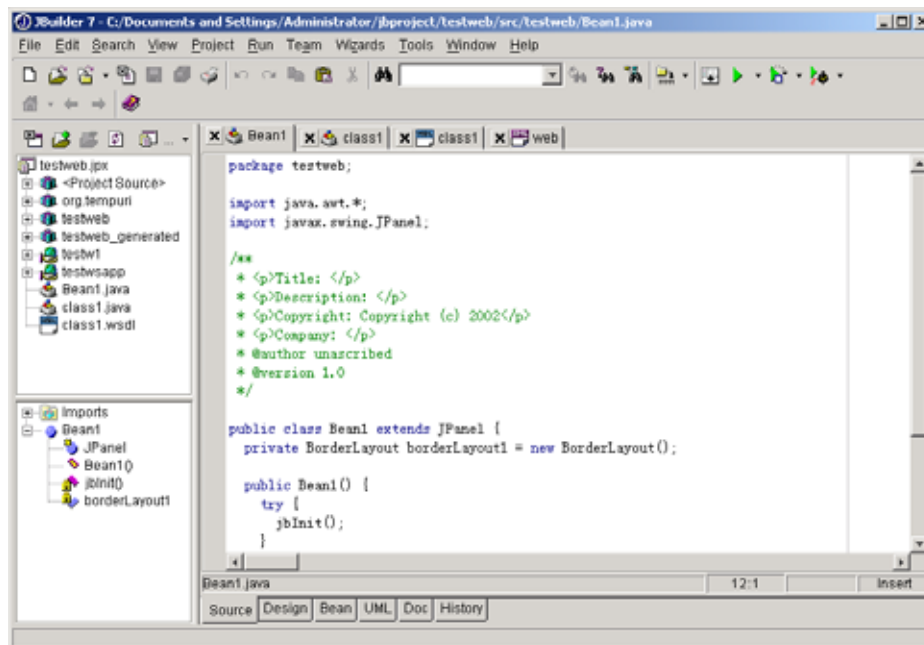 JBuilder 7 - C:/Documents and Settings/Administrator/jbproject/testweb/src/testweb/Bean1.java
File Edit Search View Project Run Team Wizards Tools Window Help
Bean1 class1 class1 web
testweb.jpx
<Project Source>
org.tempuri
testweb
testweb_generated
testw1
testwsapp
Bean1.java
class1.java
class1.wsdl
Imports
Bean1
JPanel
Bean1()
jbInit()
borderLayout1
package testweb;
import java.awt.*;
import javax.swing.JPanel;
/**
* <p>Title: </p>
* <p>Description: </p>
* <p>Copyright: Copyright (c) 2002</p>
* <p>Company: </p>
* @author unascribed
* @version 1.0
*/
public class Bean1 extends JPanel {
private BorderLayout borderLayout1 = new BorderLayout();
public Bean1() {
try {
jbInit();
}
Bean1.java 12:1 Insert
Source Design Bean UML Doc History